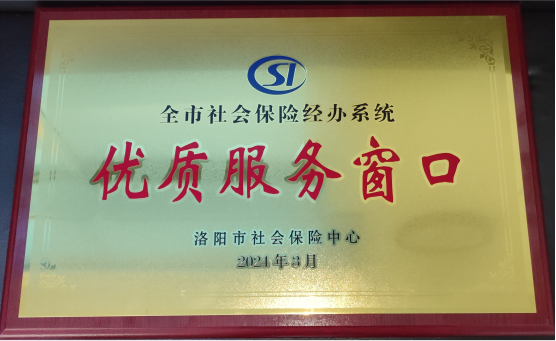 SI
全市社会保险经办系统
优质服务窗口
洛阳市社会保险中心
2024年3月